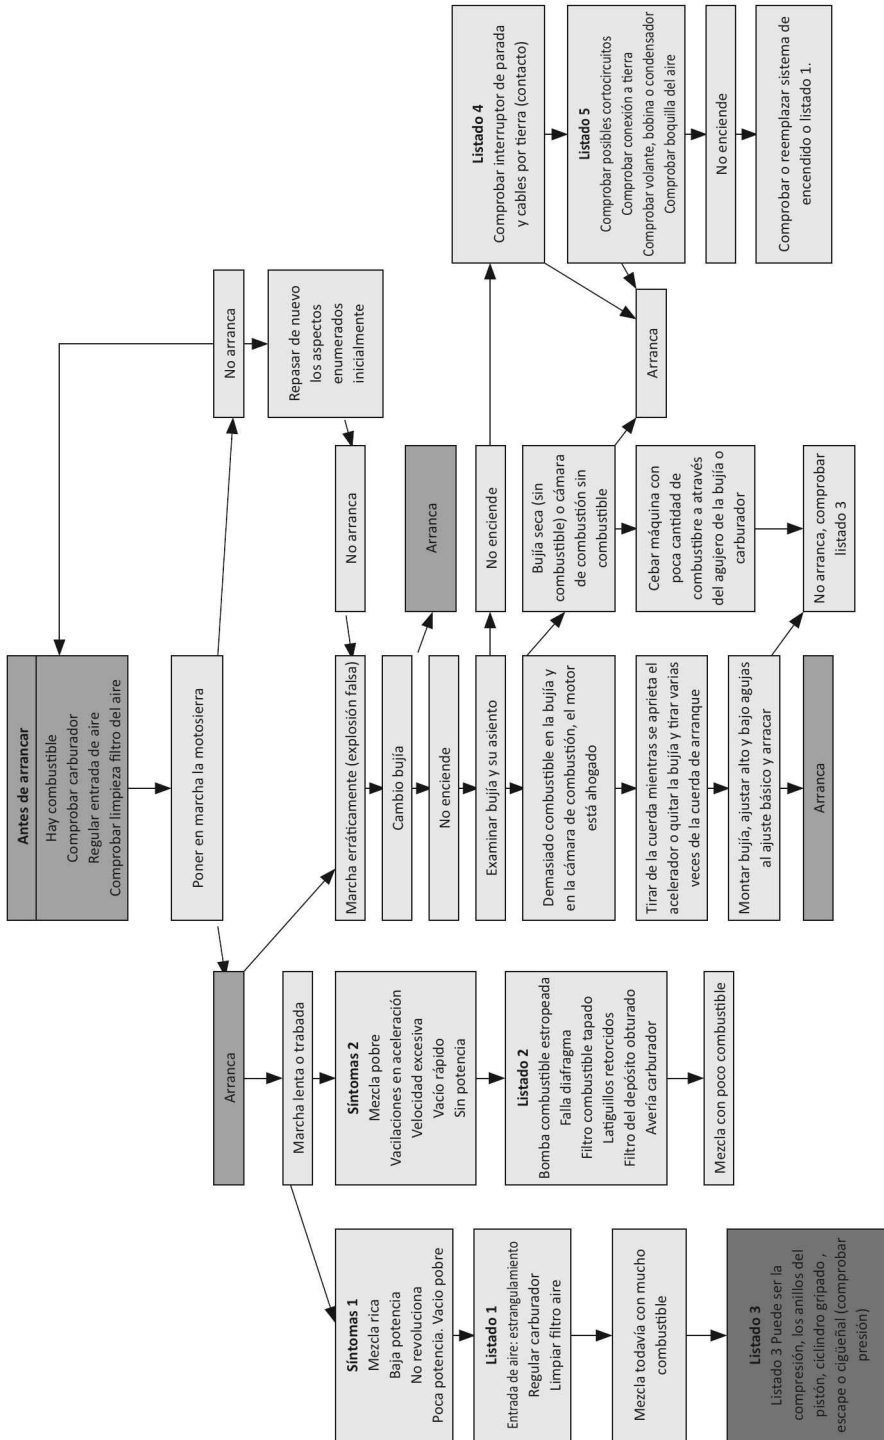 Antes de arrancar
Hay combustible
Comprobar carburador
Regular entrada de aire
Comprobar limpieza filtro del aire
Poner en marcha la motosierra
Arranca
No arranca
Repasar de nuevo
los aspectos
enumerados
inicialmente
No arranca
Marcha lenta o trabada
Síntomas 1
Mezcla rica
Baja potencia
No revoluciona
Poca potencia. Vacio pobre
Listado 1
Entrada de aire: estrangulamiento
Regular carburador
Limpiar filtro aire
Mezcla todavía con mucho
combustible
Listado 3
Listado 3 Puede ser la
compresión, los anillos del
pistón, ciclindro gripado ,
escape o cigüeñal (comprobar
presión)
Síntomas 2
Mezcla pobre
Vacilaciones en aceleración
Velocidad excesiva
Vacio rápido
Sin potencia
Listado 2
Bomba combustible estropeada
Falla diafragma
Filtro combustible tapado
Latiguillos retorcidos
Filtro del depósito obturado
Avería carburador
Mezcla con poco combustible
Marcha erráticamente (explosión falsa)
Cambio bujía
Arranca
No enciende
Examinar bujía y su asiento
No enciende
Demasiado combustible en la bujía y
en la cámara de combustión, el motor
está ahogado
Tirar de la cuerda mientras se aprieta el
acelerador o quitar la bujía y tirar varias
veces de la cuerda de arranque
Montar bujía, ajustar alto y bajo agujas
al ajuste básico y arracar
Arranca
Bujía seca (sin
combustible) o cámara
de combustión sin
combustible
Cebar máquina con
poca cantidad de
combustibre a através
del agujero de la bujía o
carburador
No arranca, comprobar
listado 3
Arranca
Listado 4
Comprobar interruptor de parada
y cables por tierra (contacto)
Listado 5
Comprobar posibles cortocircuitos
Comprobar conexión a tierra
Comprobar volante, bobina o condensador
Comprobar boquilla del aire
No enciende
Comprobar o reemplazar sistema de
encendido o listado 1.